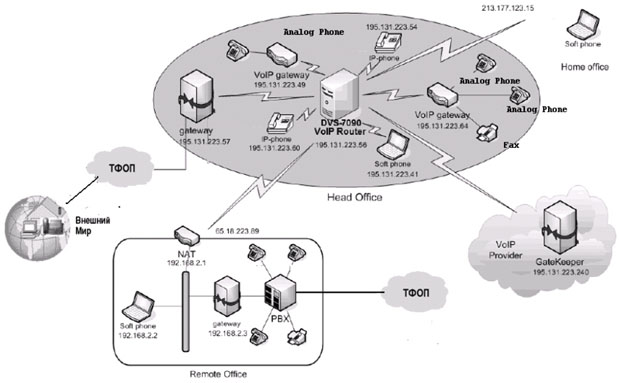 213.177.123.15
Analog Phone
195.131.223.54
IP-phone
Soft phone
Home office
VoIP gateway
195.131.223.49
Analog Phone
Analog Phone
VoIP gateway
195.131.223.64
Fax
DVS-7090
VoIP Router
195.131.223.56
gateway
195.131.223.57
IP-phone
195.131.223.60
Soft phone
195.131.223.41
Head Office
ТФОП
Внешний
Мир
65.18.223.89
NAT
192.168.2.1
Soft phone
192.168.2.2
gateway
192.168.2.3
PBX
ТФОП
Remote Office
VoIP
Provider
GateKeeper
195.131.223.240